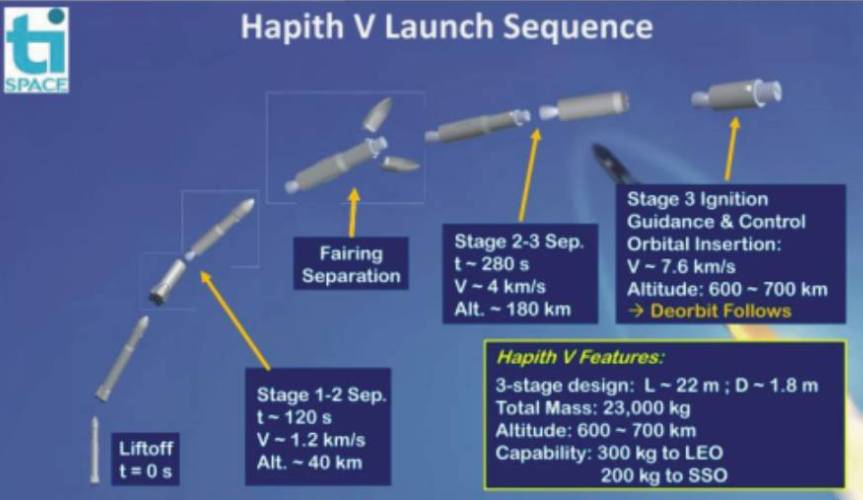 ti
SPACE
Hapith V Launch Sequence
Liftoff
t = 0 s
Stage 1-2 Sep.
t ~ 120 s
V ~ 1.2 km/s
Alt. ~ 40 km
Fairing
Separation
Stage 2-3 Sep.
t ~ 280 s
V ~ 4 km/s
Alt. ~ 180 km
Stage 3 Ignition
Guidance & Control
Orbital Insertion:
V ~ 7.6 km/s
Altitude: 600 ~ 700 km
→ Deorbit Follows
Hapith V Features:
3-stage design: L ~ 22 m ; D ~ 1.8 m
Total Mass: 23,000 kg
Altitude: 600 ~ 700 km
Capability: 300 kg to LEO
200 kg to SSO